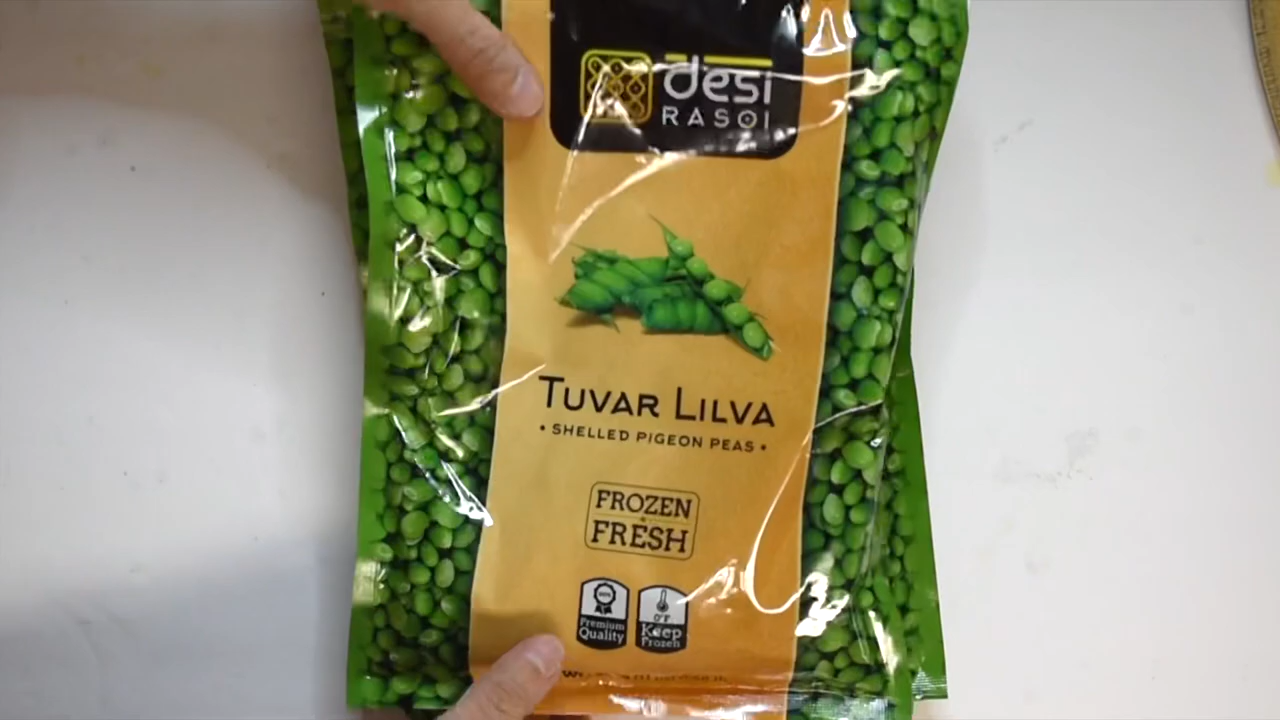 desi
RASOI
TUVAR LILVA
• SHELLED PIGEON PEAS •
FROZEN
FRESH
Premium
Quality
0°F
Keep
Frozen